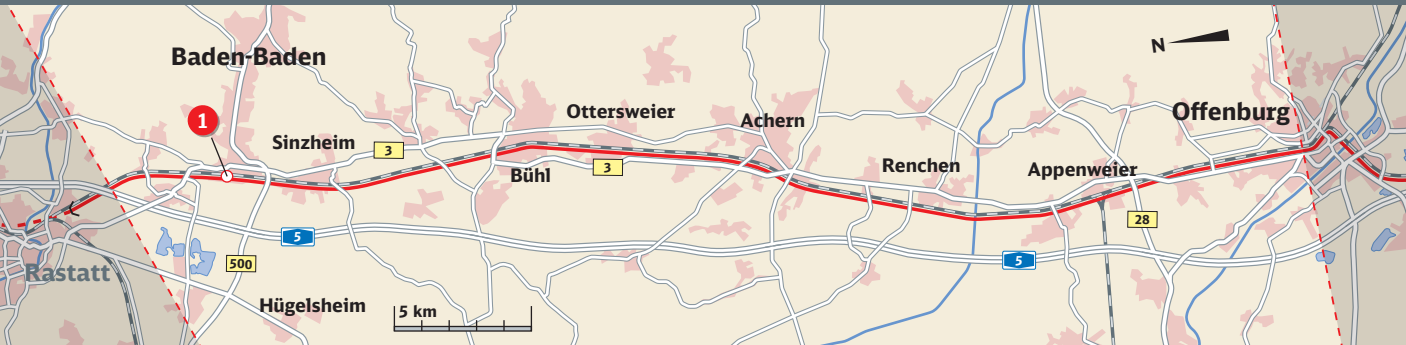 N
Baden-Baden
Offenburg
1
Ottersweier
Achern
Sinzheim
3
Bühl
3
Renchen
Appenweier
28
5
5
500
Rastatt
Hügelsheim
5 km